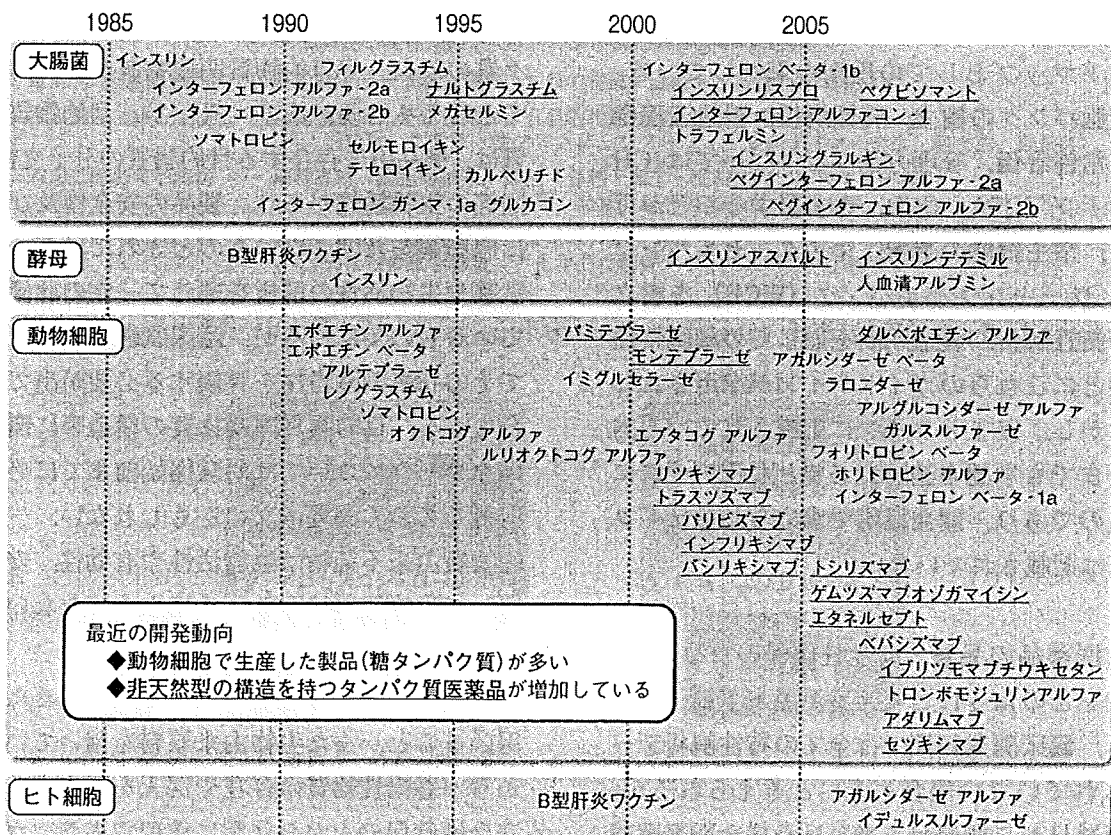 1985 1990 1995 2000 2005
大腸菌
インスリン
フィルグラスチム
インターフェロン ベータ-1b
インターフェロン アルファ-2a
ナルトグラスチム
インスリンリスプロ
ペグビソマント
インターフェロン アルファ-2b
メカセルミン
インターフェロン アルファコン-1
ソマトロピン
トラフェルミン
セルモロイキン
インスリングラルギン
テセロイキン
カルペリチド
ペグインターフェロン アルファ-2a
インターフェロン ガンマ-1a
グルカゴン
ペグインターフェロン アルファ-2b
酵母
B型肝炎ワクチン
インスリンアスパルト
インスリンデテミル
インスリン
人血清アルブミン
動物細胞
エポエチン アルファ
パミテプラーゼ
ダルベポエチン アルファ
エポエチン ベータ
モンテプラーゼ
アガルシダーゼ ベータ
アルテプラーゼ
イミグルセラーゼ
ラロニダーゼ
レノグラスチム
アルグルコシダーゼ アルファ
ソマトロピン
ガルスルファーゼ
オクトコグ アルファ
エプタコグ アルファ
フォリトロピン ベータ
ルリオクトコグ アルファ
リツキシマブ
ホリトロピン アルファ
トラスツズマブ
インターフェロン ベータ-1a
パリビズマブ
インフリキシマブ
バシリキシマブ
トシリズマブ
ゲムツズマブオゾガマイシン
エタネルセプト
ベバシズマブ
イブリツモマブチウキセタン
トロンボモジュリンアルファ
アダリムマブ
セツキシマブ
最近の開発動向
◆動物細胞で生産した製品(糖タンパク質)が多い
◆非天然型の構造を持つタンパク質医薬品が増加している
ヒト細胞
B型肝炎ワクチン
アガルシダーゼ アルファ
イデュルスルファーゼ